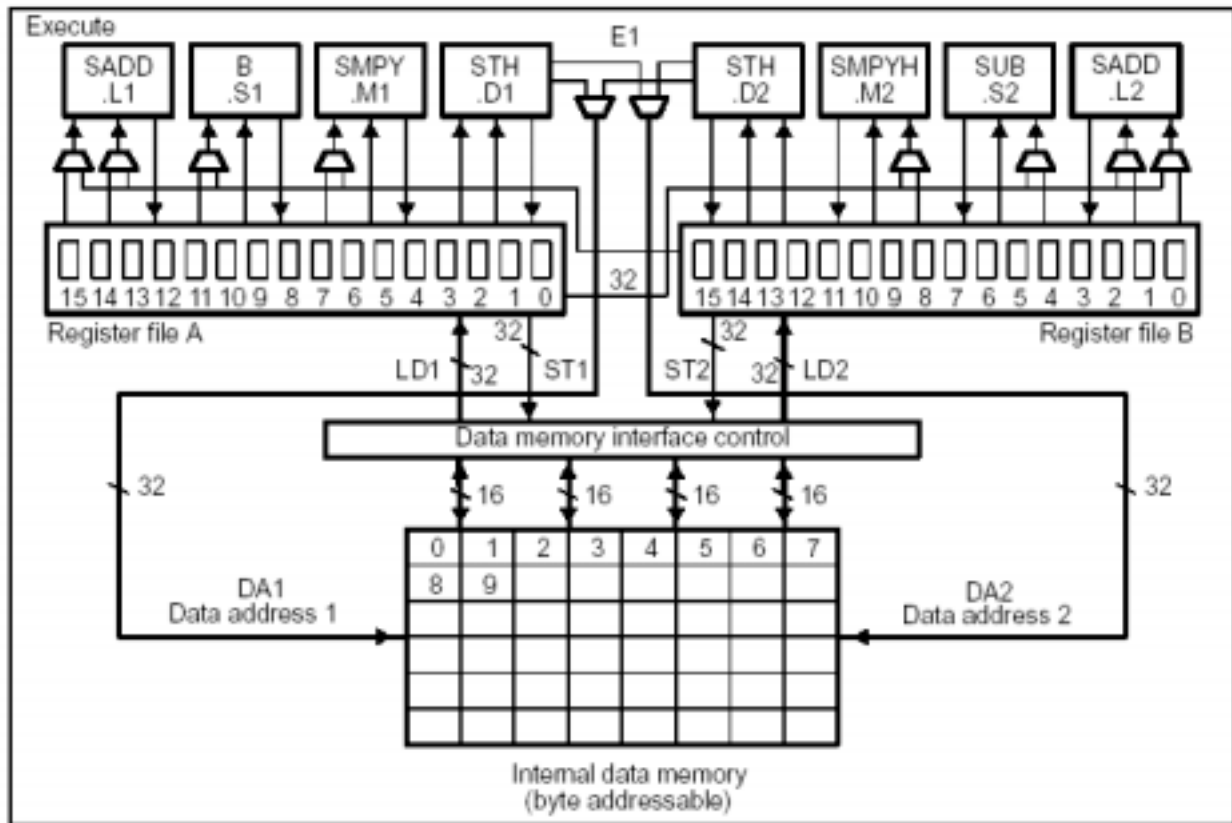 Execute
E1
SADD
.L1
B
.S1
SMPY
.M1
STH
.D1
STH
.D2
SMPYH
.M2
SUB
.S2
SADD
.L2
15 14 13 12 11 10 9 8 7 6 5 4 3 2 1 0
32
15 14 13 12 11 10 9 8 7 6 5 4 3 2 1 0
Register file A
Register file B
LD1
32
32
ST1
ST2
32
32
LD2
Data memory interface control
32
16
16
16
16
32
0 1 2 3 4 5 6 7
8 9
DA1
Data address 1
DA2
Data address 2
Internal data memory
(byte addressable)